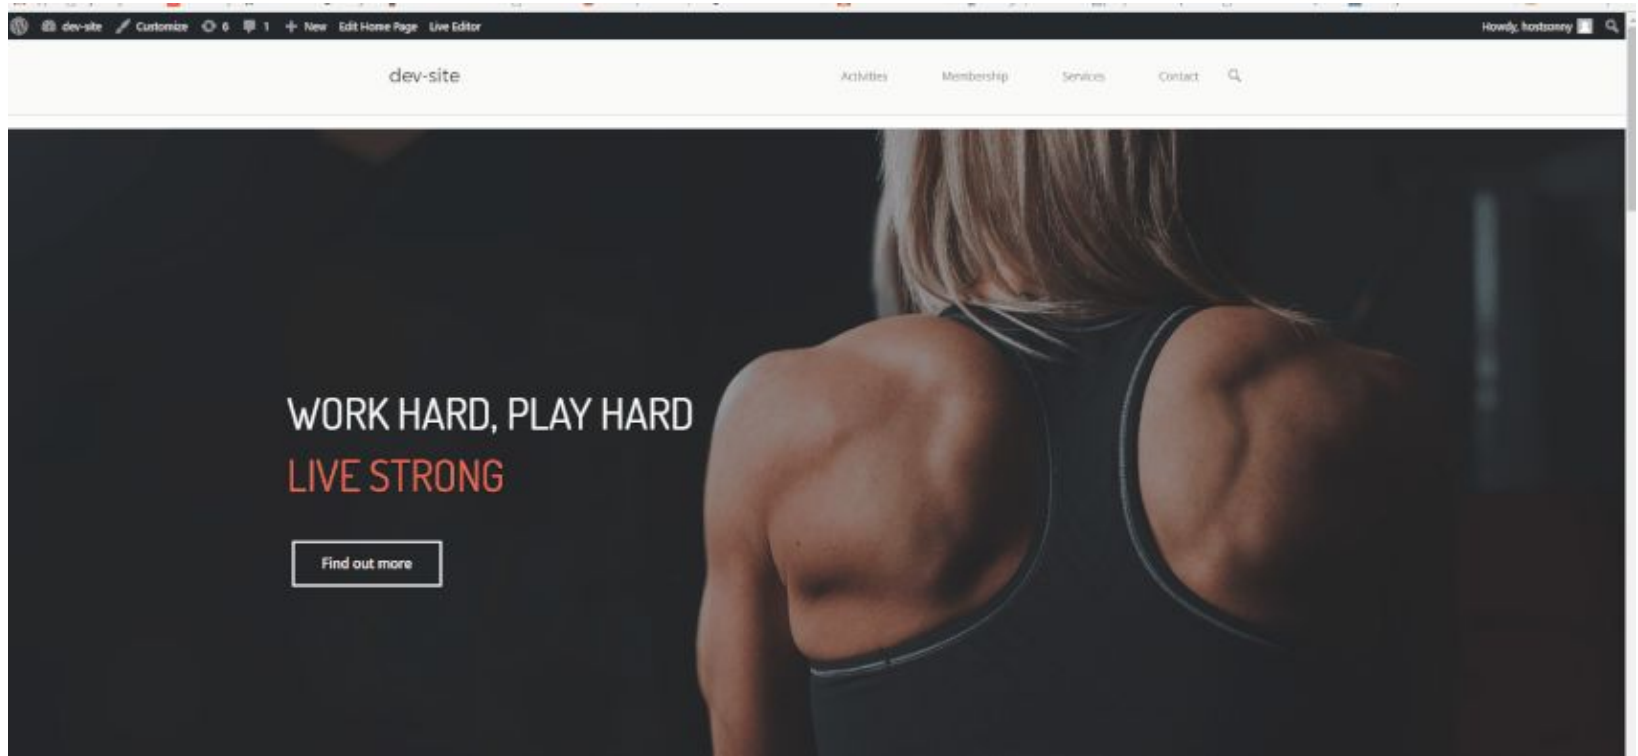 dev-site Customize 6 1 New Edit Home Page Live Editor Howdy, hostsonny
dev-site Activities Membership Services Contact
WORK HARD, PLAY HARD
LIVE STRONG
Find out more